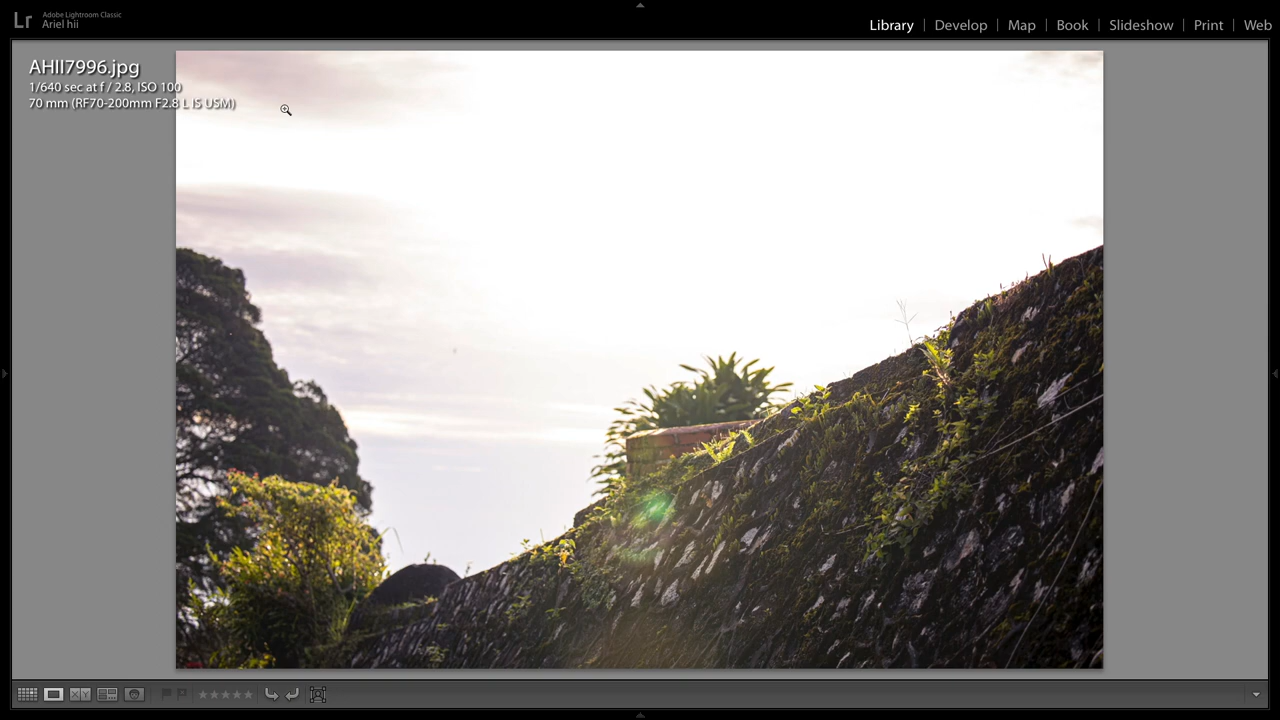 Lr
Adobe Lightroom Classic
Ariel hii
Library | Develop | Map | Book | Slideshow | Print | Web
AHII7996.jpg
1/640 sec at f / 2.8, ISO 100
70 mm (RF70-200mm F2.8 L IS USM)
X Y